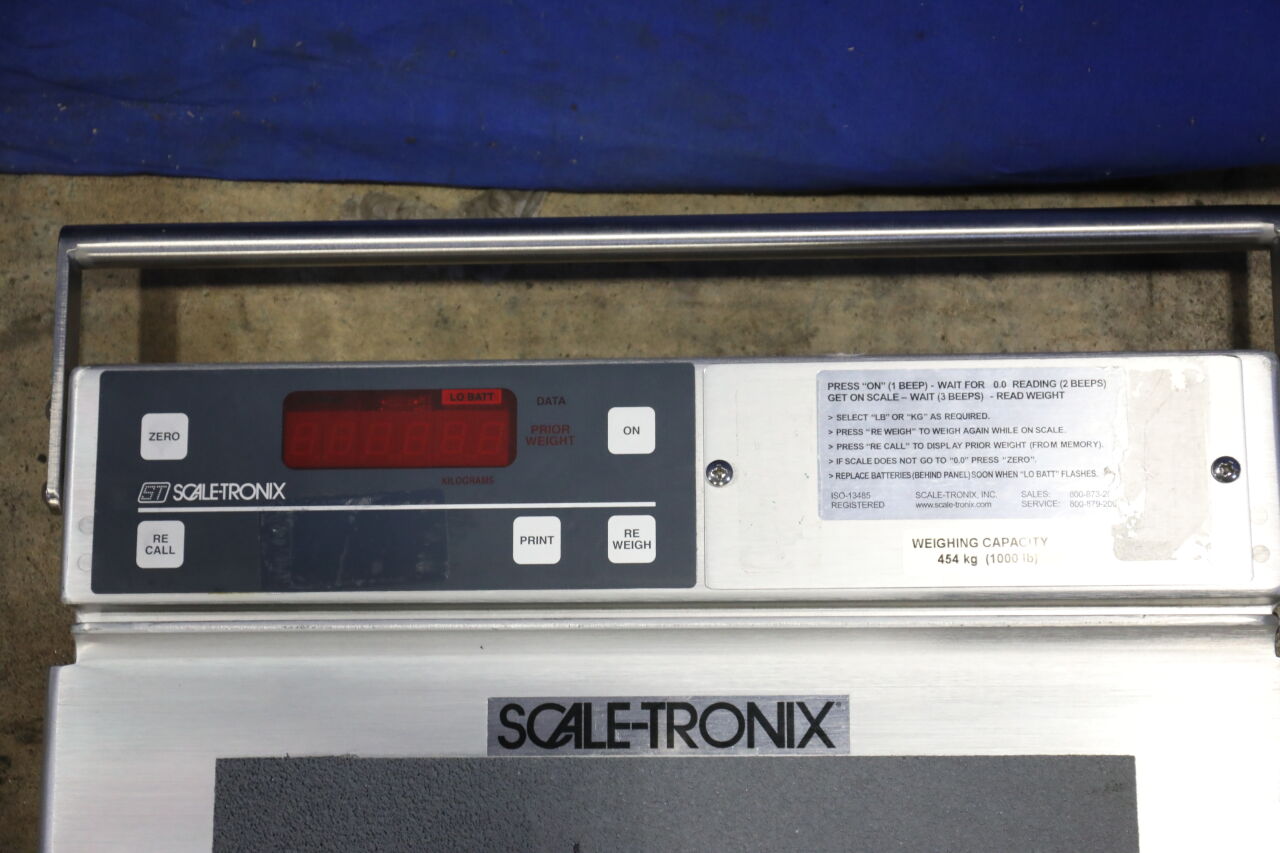 LO BATT
DATA
PRIOR
WEIGHT
KILOGRAMS
ZERO
ON
ST SCALE-TRONIX
RE
CALL
PRINT
RE
WEIGH
PRESS "ON" (1 BEEP) - WAIT FOR 0.0 READING (2 BEEPS)
GET ON SCALE – WAIT (3 BEEPS) - READ WEIGHT
> SELECT "LB" OR "KG" AS REQUIRED.
> PRESS "RE WEIGH" TO WEIGH AGAIN WHILE ON SCALE.
> PRESS "RE CALL" TO DISPLAY PRIOR WEIGHT (FROM MEMORY).
> IF SCALE DOES NOT GO TO "0.0" PRESS "ZERO".
> REPLACE BATTERIES (BEHIND PANEL) SOON WHEN "LO BATT" FLASHES.
ISO-13485 SCALE-TRONIX, INC. SALES:
REGISTERED www.scale-tronix.com SERVICE:
WEIGHING CAPACITY
454 kg (1000 lb)
SCALE-TRONIX